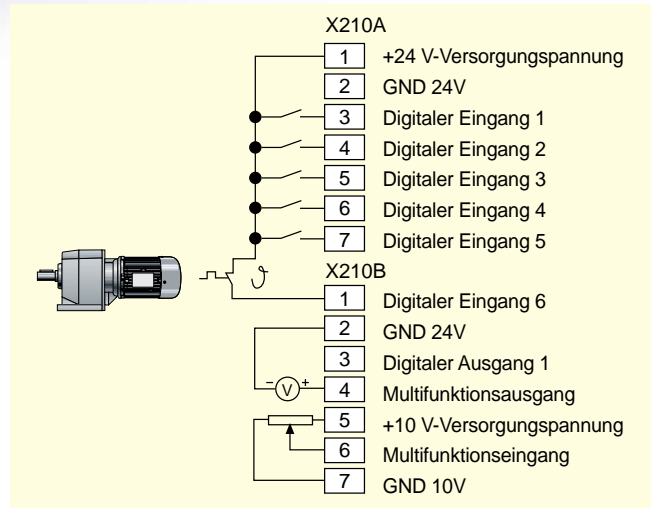 X210A
1 +24 V-Versorgungspannung
2 GND 24V
3 Digitaler Eingang 1
4 Digitaler Eingang 2
5 Digitaler Eingang 3
6 Digitaler Eingang 4
7 Digitaler Eingang 5
ϑ
X210B
1 Digitaler Eingang 6
2 GND 24V
3 Digitaler Ausgang 1
- V + 4 Multifunktionsausgang
5 +10 V-Versorgungspannung
6 Multifunktionseingang
7 GND 10V